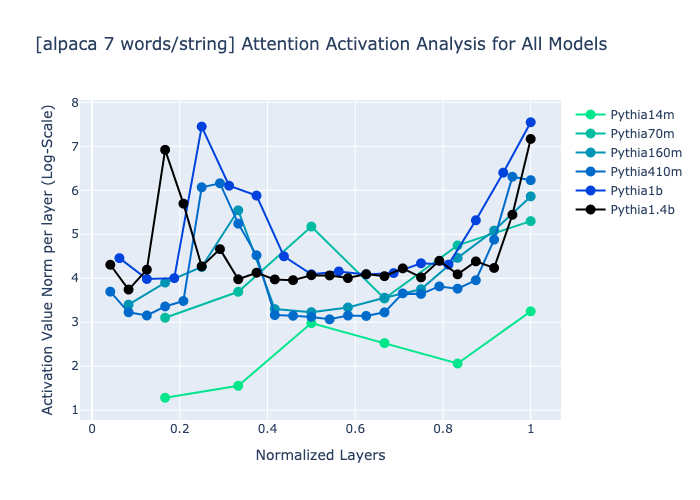 [alpaca 7 words/string] Attention Activation Analysis for All Models
Activation Value Norm per layer (Log-Scale)
8
7
6
5
4
3
2
1
0
0.2
0.4
0.6
0.8
1
Normalized Layers
Pythia14m
Pythia70m
Pythia160m
Pythia410m
Pythia1b
Pythia1.4b